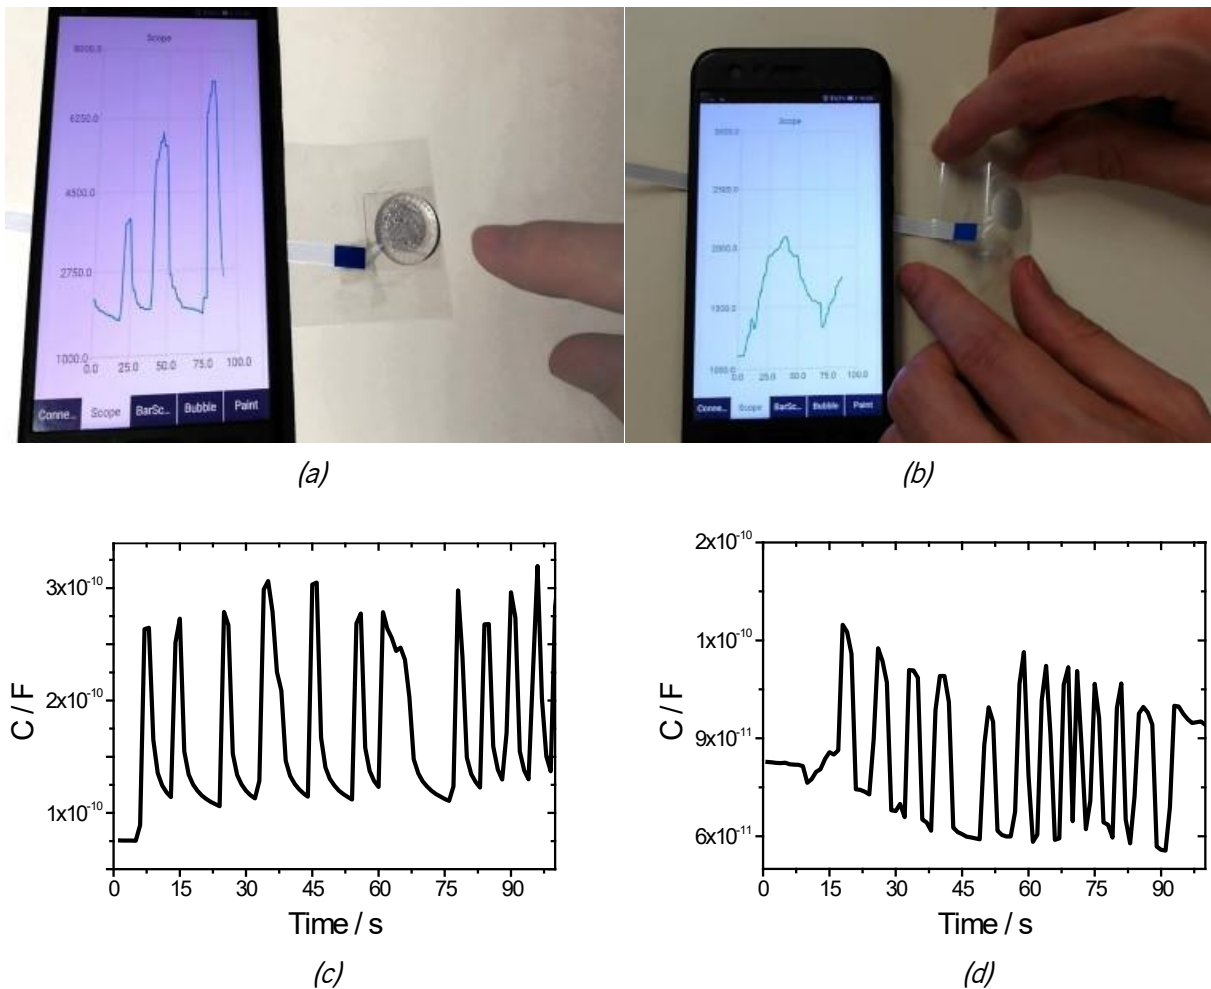 Scope
8000.0
6250.0
4500.0
2750.0
1000.0
0.0 25.0 50.0 75.0 100.0
Conne.. Scope BarSc.. Bubble Paint
Scope
1000.0
0.0 25.0 50.0 75.0 100.0
Conne.. Scope BarSc.. Bubble Paint
(a)
(b)
3x10⁻¹⁰
2x10⁻¹⁰
1x10⁻¹⁰
C / F
0 15 30 45 60 75 90
Time / s
(c)
2x10⁻¹⁰
1x10⁻¹⁰
9x10⁻¹¹
6x10⁻¹¹
C / F
0 15 30 45 60 75 90
Time / s
(d)